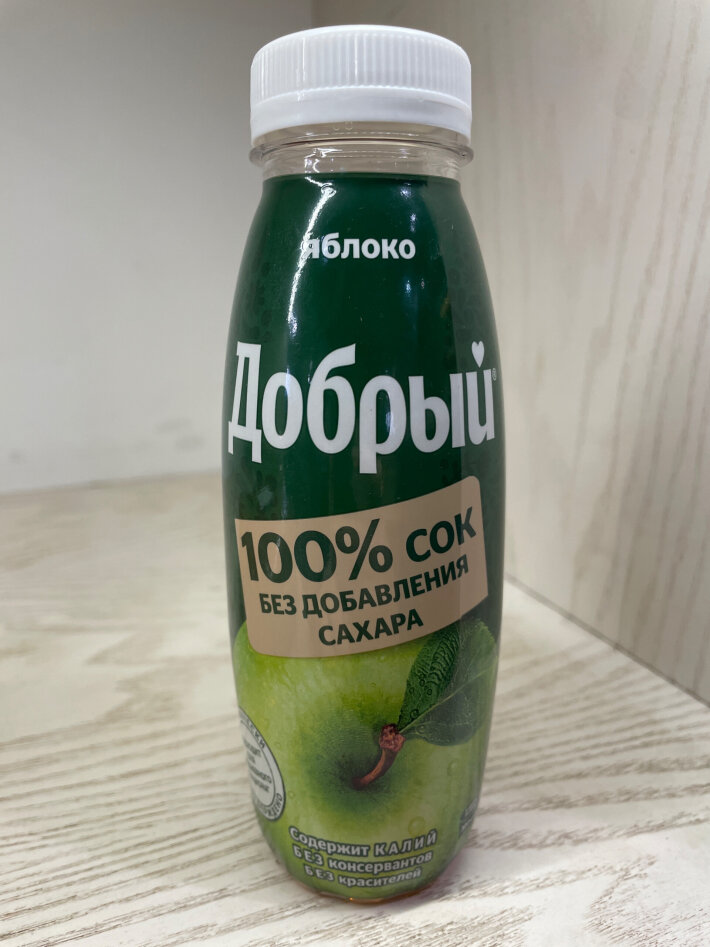 яблоко
Добрый®
100% СОК
БЕЗ ДОБАВЛЕНИЯ
САХАРА
Содержит КАЛИЙ
БЕЗ консервантов
БЕЗ красителей